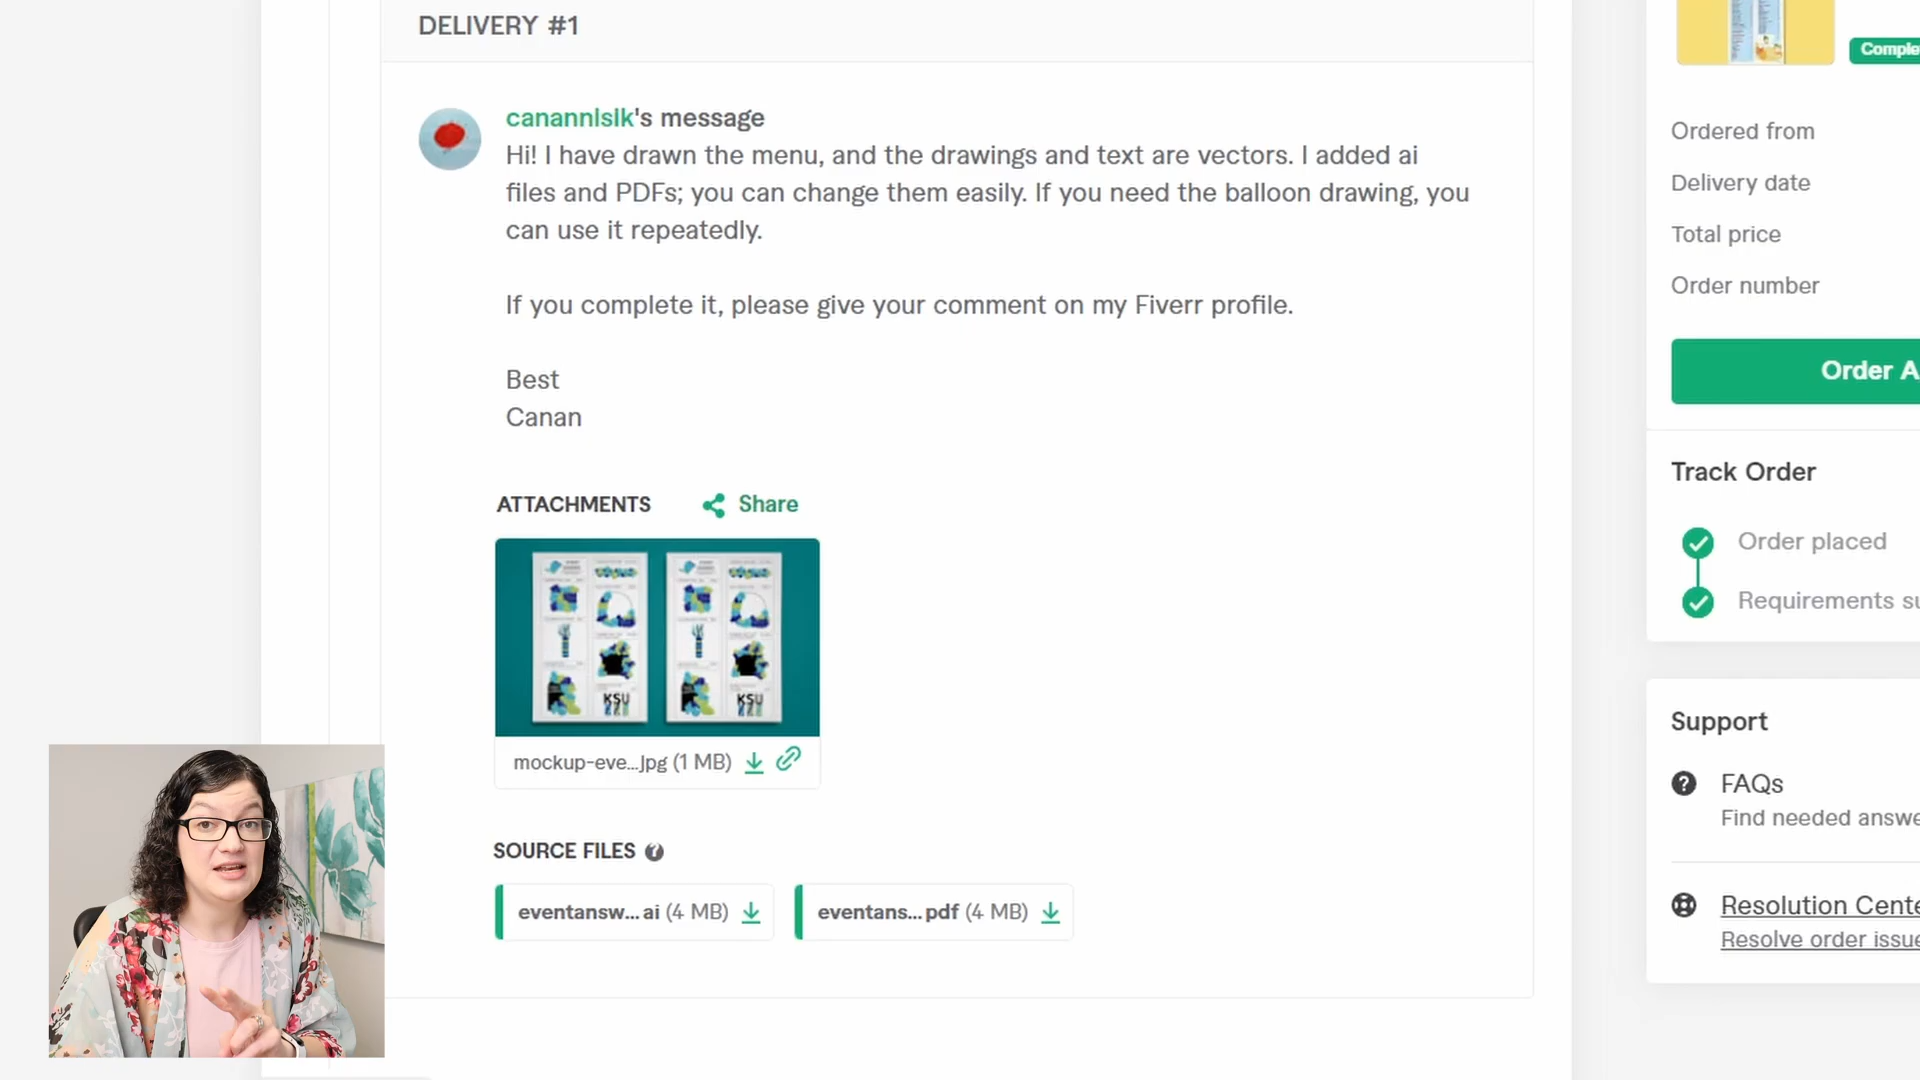 DELIVERY #1
Comple
canannlslk's message
Hi! I have drawn the menu, and the drawings and text are vectors. I added ai
files and PDFs; you can change them easily. If you need the balloon drawing, you
can use it repeatedly.
If you complete it, please give your comment on my Fiverr profile.
Best
Canan
ATTACHMENTS
Share
KSU
KSU
mockup-eve...jpg (1 MB)
SOURCE FILES
eventansw... ai (4 MB)
eventans... pdf (4 MB)
Ordered from
Delivery date
Total price
Order number
Order A
Track Order
Order placed
Requirements su
Support
FAQs
Find needed answe
Resolution Cente
Resolve order issue